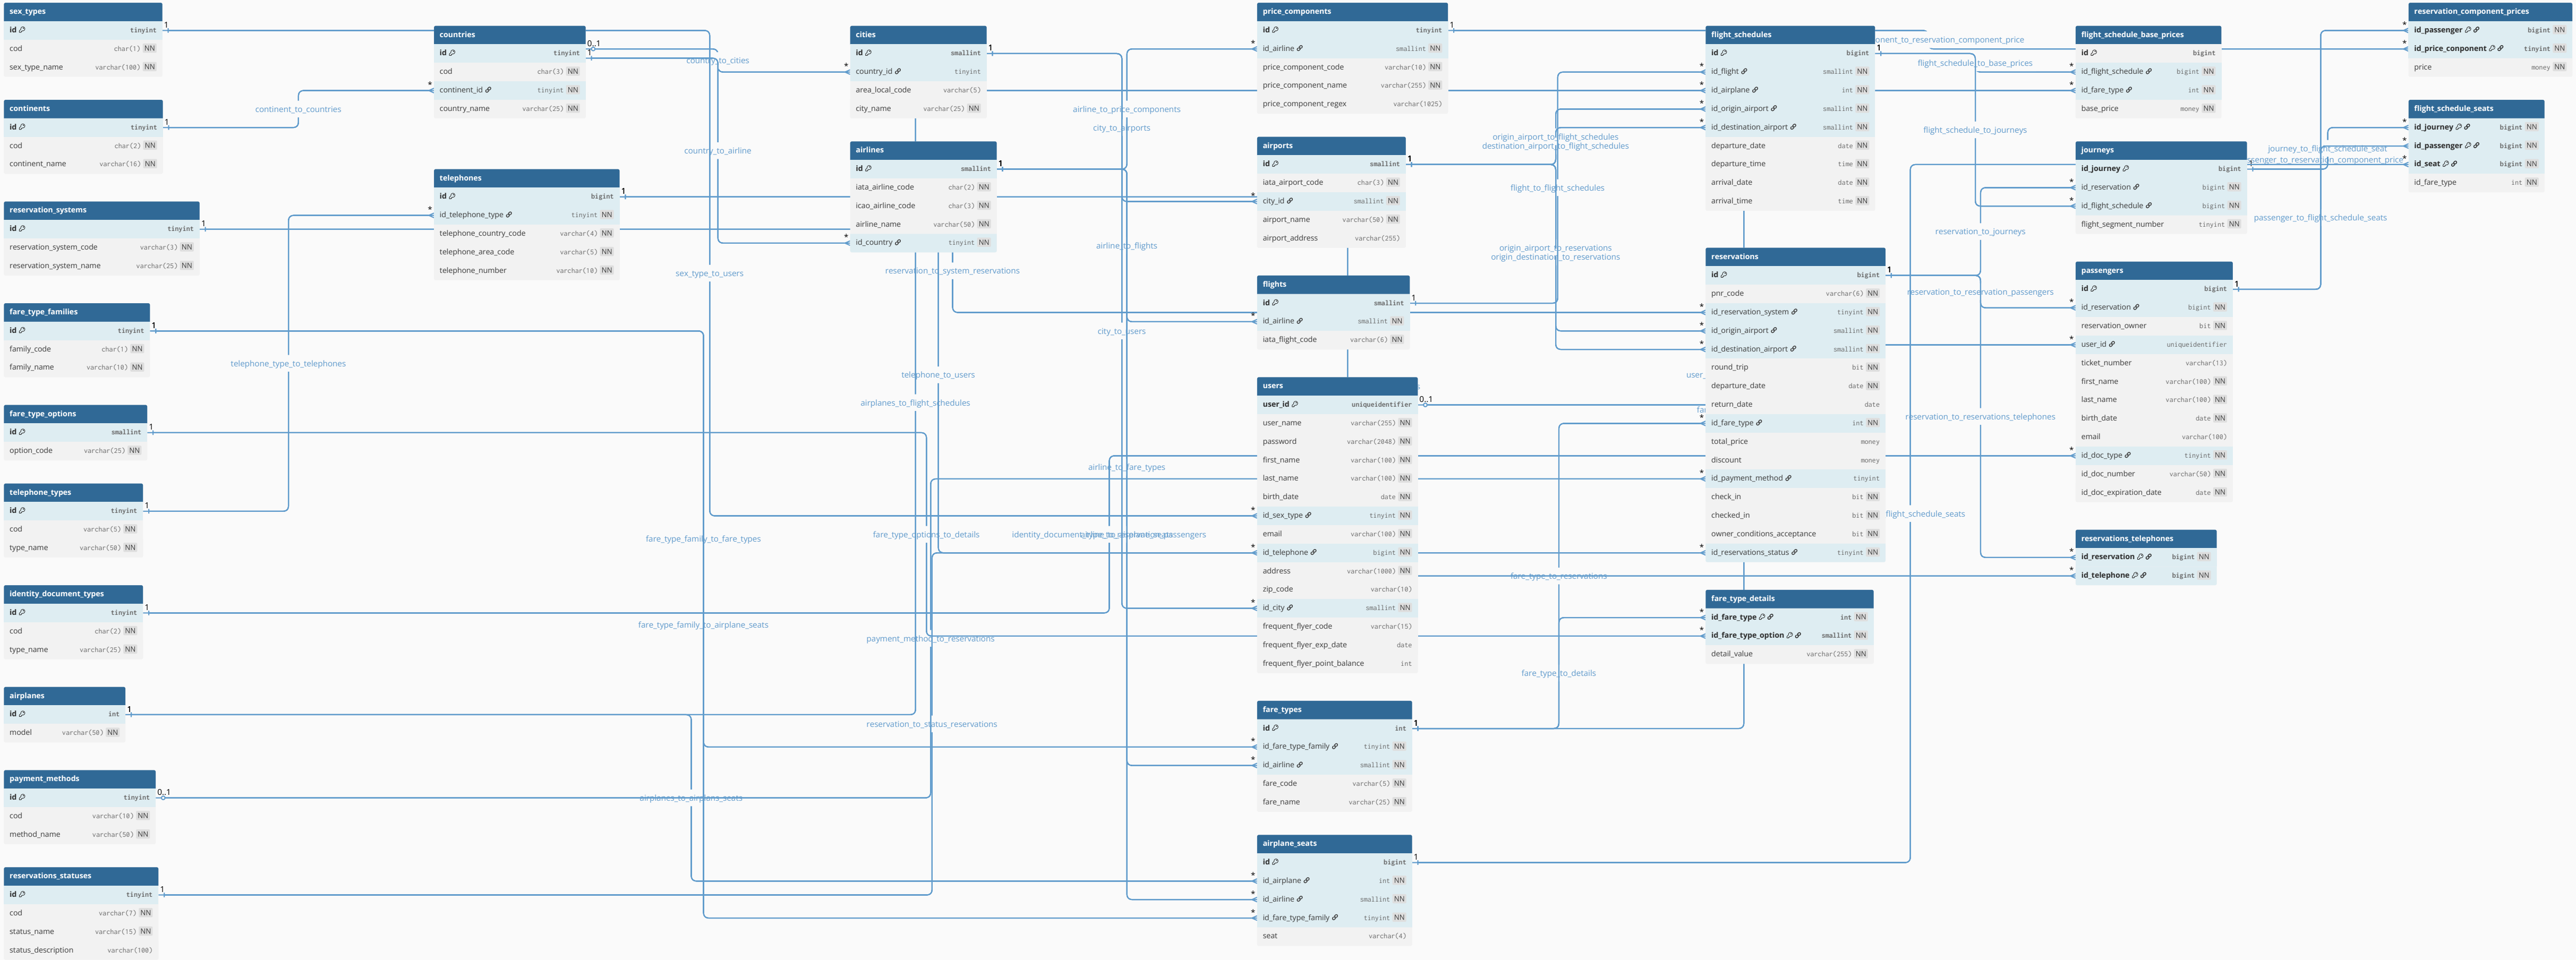 sex_types
id tinyint
cod char(1) NN
sex_type_name varchar(100) NN
continents
id tinyint
cod char(2) NN
continent_name varchar(16) NN
reservation_systems
id tinyint
reservation_system_code varchar(3) NN
reservation_system_name varchar(25) NN
fare_type_families
id tinyint
family_code char(1) NN
family_name varchar(10) NN
fare_type_options
id smallint
option_code varchar(25) NN
telephone_types
id tinyint
cod varchar(5) NN
type_name varchar(50) NN
identity_document_types
id tinyint
cod char(2) NN
type_name varchar(25) NN
airplanes
id int
model varchar(50) NN
payment_methods
id tinyint
cod varchar(10) NN
method_name varchar(50) NN
reservations_statuses
id tinyint
cod varchar(7) NN
status_name varchar(15) NN
status_description varchar(100)
continent_to_countries
telephone_type_to_telephones
countries
id tinyint
cod char(3) NN
continent_id tinyint NN
country_name varchar(25) NN
telephones
id bigint
id_telephone_type tinyint NN
telephone_country_code varchar(4) NN
telephone_area_code varchar(5) NN
telephone_number varchar(10) NN
country_to_cities
country_to_airline
sex_type_to_users
fare_type_family_to_fare_types
fare_type_family_to_airplane_seats
airplanes_to_airplans_seats
cities
id smallint
country_id tinyint
area_local_code varchar(5)
city_name varchar(25) NN
airlines
id smallint
iata_airline_code char(2) NN
icao_airline_code char(3) NN
airline_name varchar(50) NN
id_country tinyint NN
reservation_to_system_reservations
telephone_to_users
airplanes_to_flight_schedules
fare_type_options_to_details
payment_method_to_reservations
reservation_to_status_reservations
airline_to_price_components
city_to_airports
airline_to_flights
city_to_users
airline_to_fare_types
price_components
id tinyint
id_airline smallint NN
price_component_code varchar(10) NN
price_component_name varchar(255) NN
price_component_regex varchar(1025)
airports
id smallint
iata_airport_code char(3) NN
city_id smallint NN
airport_name varchar(50) NN
airport_address varchar(255)
flights
id smallint
id_airline smallint NN
iata_flight_code varchar(6) NN
users
user_id uniqueidentifier
user_name varchar(255) NN
password varchar(2048) NN
first_name varchar(100) NN
last_name varchar(100) NN
birth_date date NN
id_sex_type tinyint NN
email varchar(100) NN
id_telephone bigint NN
address varchar(1000) NN
zip_code varchar(10)
id_city smallint NN
frequent_flyer_code varchar(15)
frequent_flyer_exp_date date
frequent_flyer_point_balance int
fare_types
id int
id_fare_type_family tinyint NN
id_airline smallint NN
fare_code varchar(5) NN
fare_name varchar(25) NN
airplane_seats
id bigint
id_airplane int NN
id_airline smallint NN
id_fare_type_family tinyint NN
seat varchar(4)
origin_airport_to_flight_schedules
destination_airport_to_flight_schedules
flight_to_flight_schedules
origin_airport_to_reservations
origin_destination_to_reservations
fare_type_to_reservations
fare_type_to_details
flight_schedules
id bigint
id_flight smallint NN
id_airplane int NN
id_origin_airport smallint NN
id_destination_airport smallint NN
departure_date date NN
departure_time time NN
arrival_date date NN
arrival_time time NN
reservations
id bigint
pnr_code varchar(6) NN
id_reservation_system tinyint NN
id_origin_airport smallint NN
id_destination_airport smallint NN
round_trip bit NN
departure_date date NN
return_date date
id_fare_type int NN
total_price money
discount money
id_payment_method tinyint
check_in bit NN
checked_in bit NN
owner_conditions_acceptance bit NN
id_reservations_status tinyint NN
fare_type_details
id_fare_type int NN
id_fare_type_option smallint NN
detail_value varchar(255) NN
flight_schedule_to_base_prices
flight_schedule_to_journeys
reservation_to_journeys
reservation_to_reservation_passengers
reservation_to_reservations_telephones
flight_schedule_seats
flight_schedule_base_prices
id bigint
id_flight_schedule bigint NN
id_fare_type int NN
base_price money NN
journeys
id_journey bigint
id_reservation bigint NN
id_flight_schedule bigint NN
flight_segment_number tinyint NN
passengers
id bigint
id_reservation bigint NN
reservation_owner bit NN
user_id uniqueidentifier
ticket_number varchar(13)
first_name varchar(100) NN
last_name varchar(100) NN
birth_date date NN
email varchar(100)
id_doc_type tinyint NN
id_doc_number varchar(50) NN
id_doc_expiration_date date NN
reservations_telephones
id_reservation bigint NN
id_telephone bigint NN
journey_to_flight_schedule_seat
passenger_to_flight_schedule_seats
reservation_component_prices
id_passenger bigint NN
id_price_conponent tinyint NN
price money NN
flight_schedule_seats
id_journey bigint NN
id_passenger bigint NN
id_seat bigint NN
id_fare_type int NN